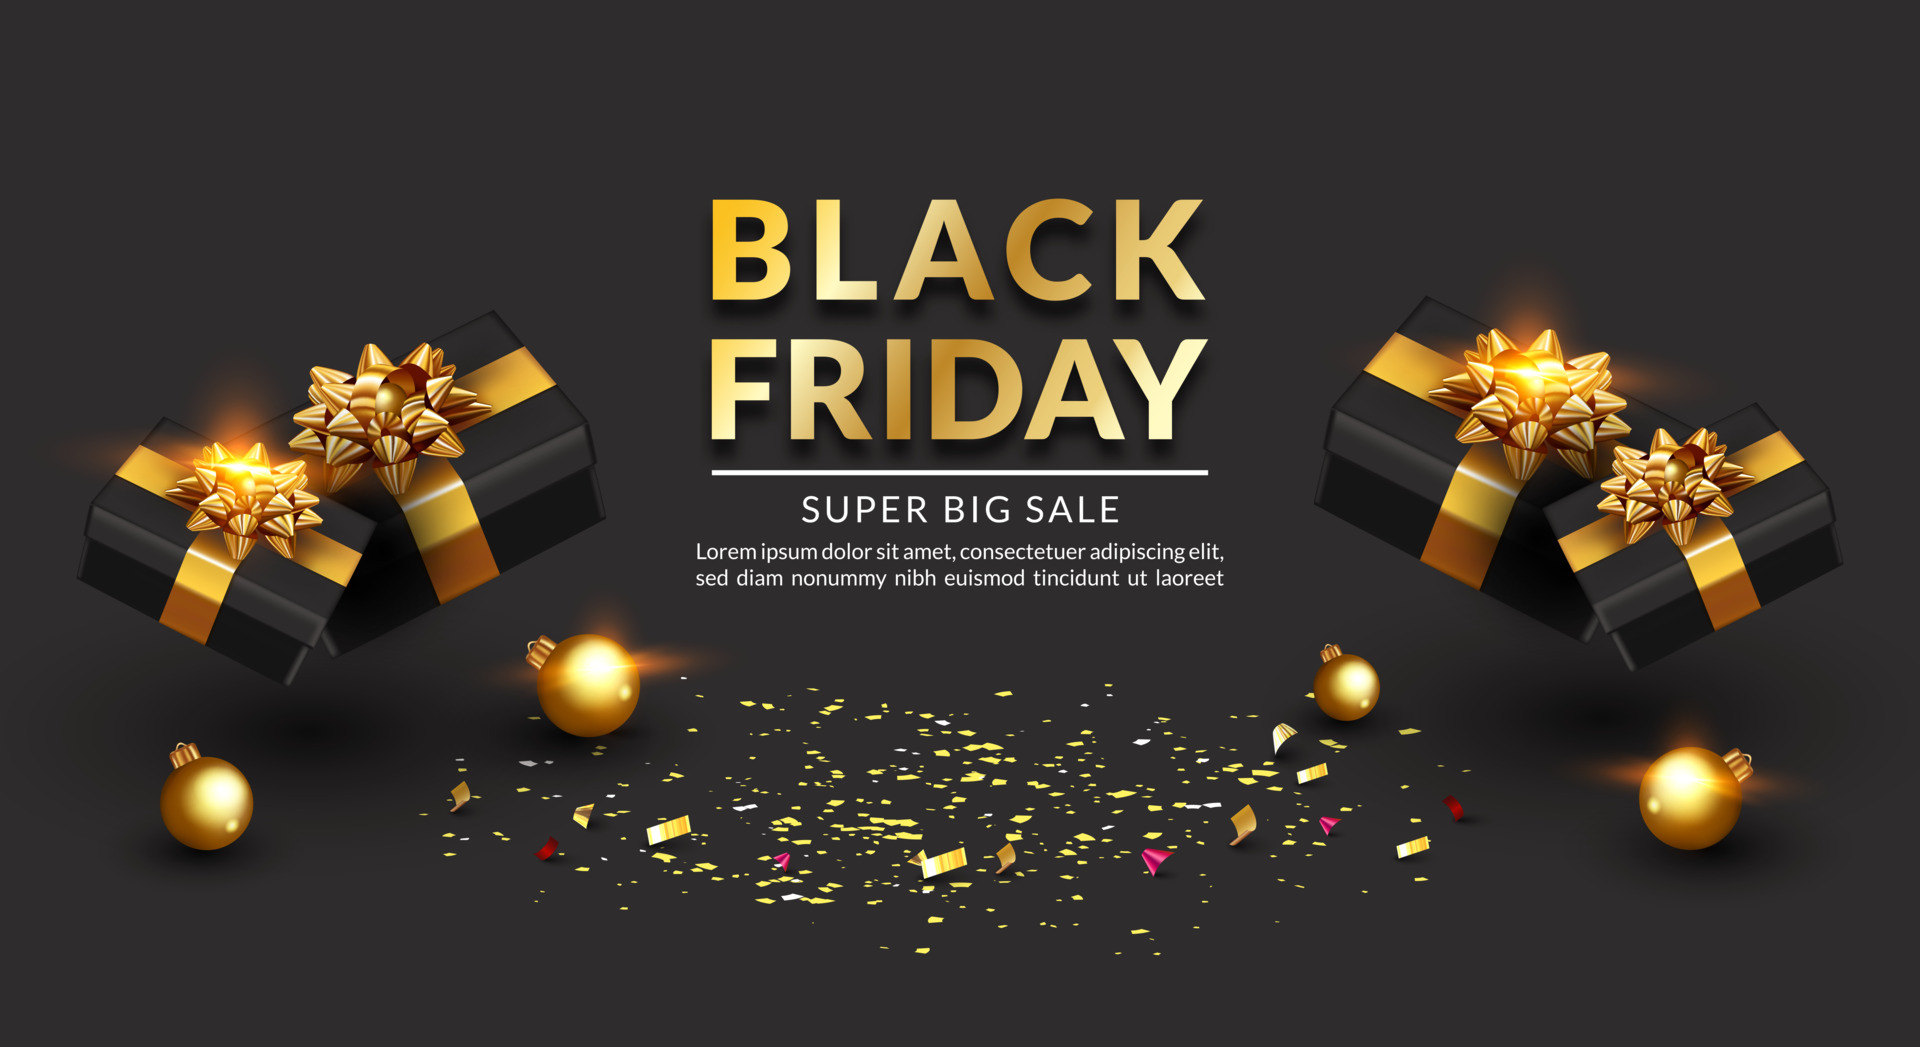 BLACK
FRIDAY
SUPER BIG SALE
Lorem ipsum dolor sit amet, consectetuer adipiscing elit,
sed diam nonummy nibh euismod tincidunt ut laoreet